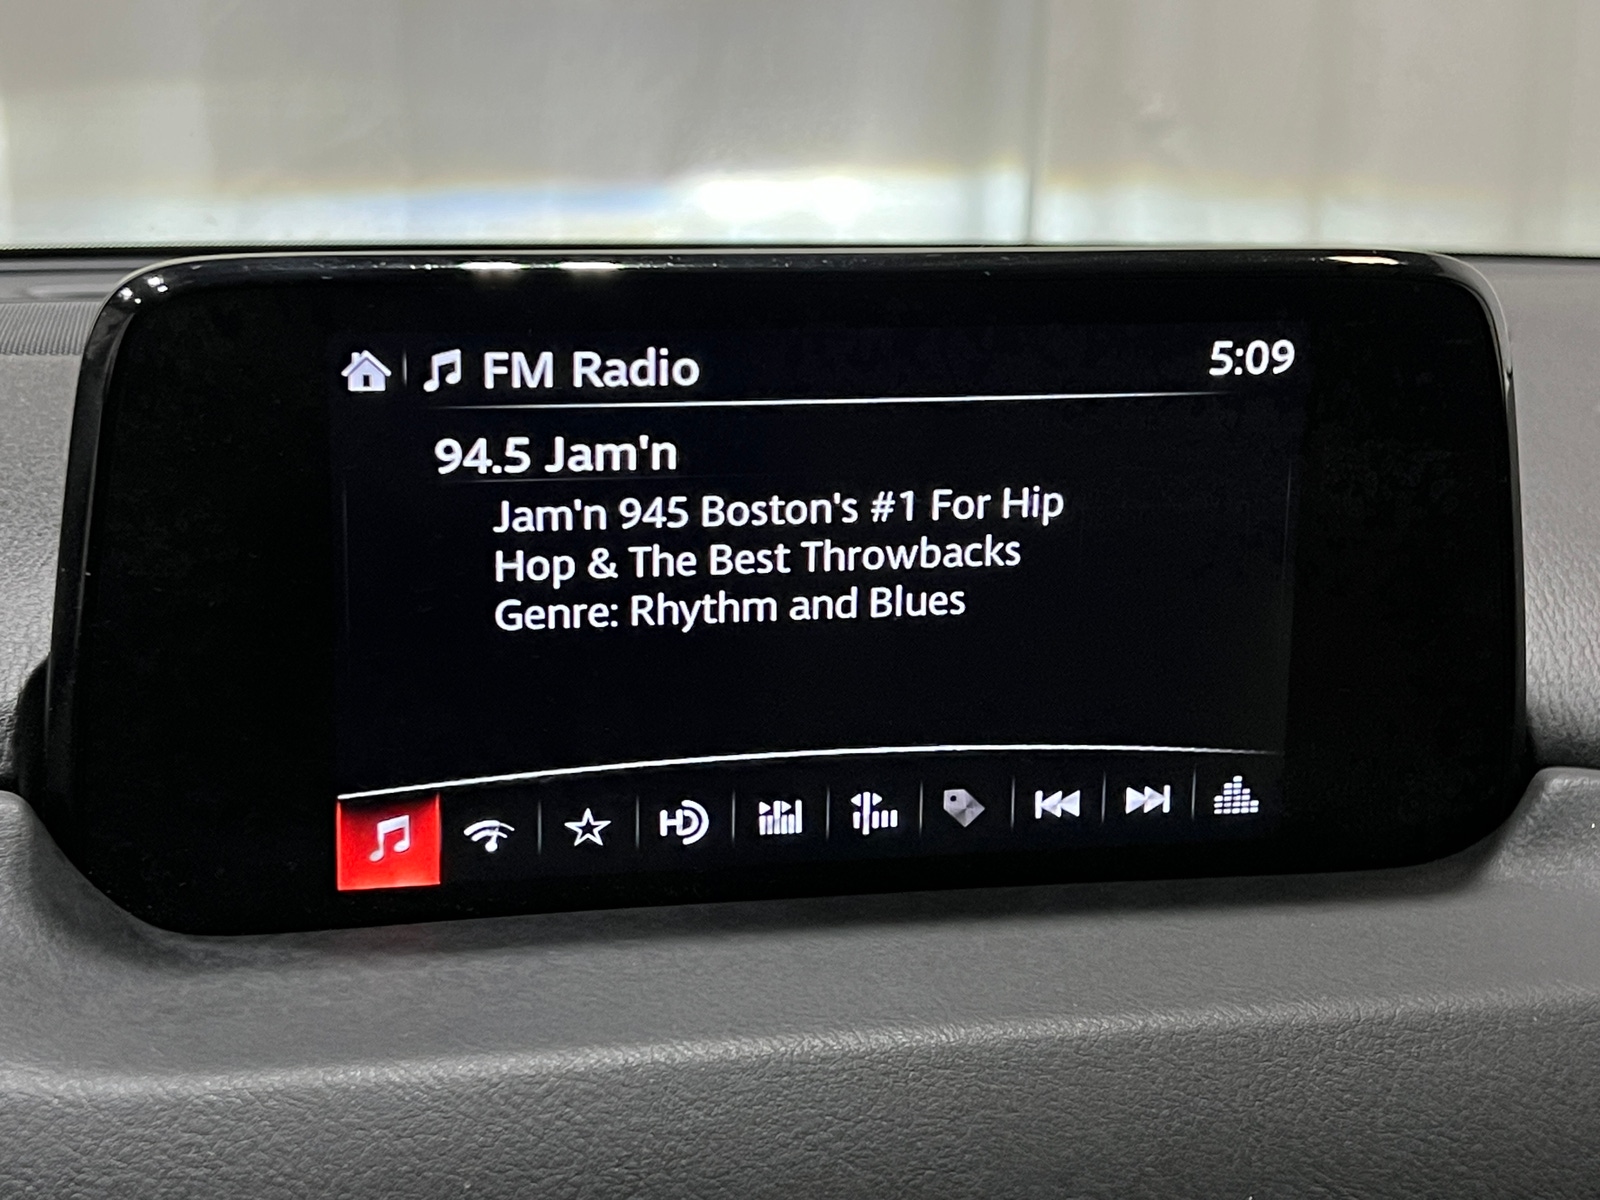 FM Radio 5:09
94.5 Jam'n
Jam'n 945 Boston's #1 For Hip
Hop & The Best Throwbacks
Genre: Rhythm and Blues
HD